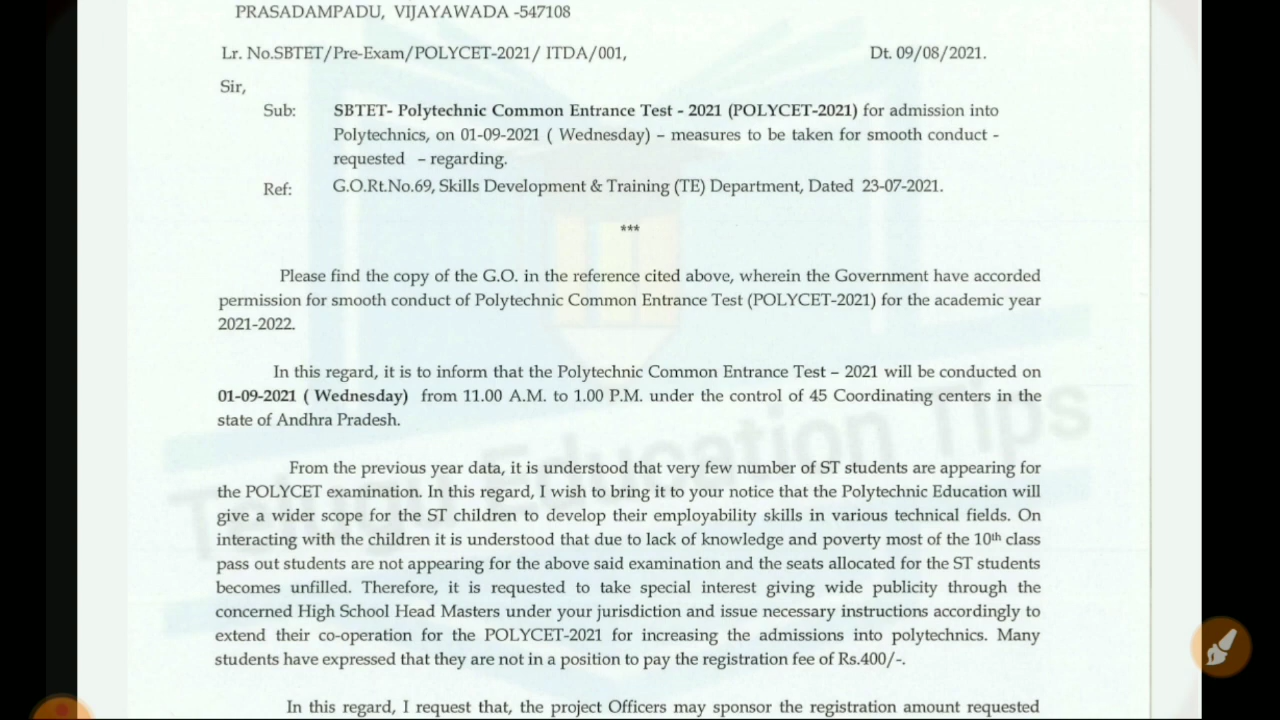 PRASADAMPADU, VIJAYAWADA -547108
Lr. No.SBTET/Pre-Exam/POLYCET-2021/ ITDA/001, Dt. 09/08/2021.
Sir,
Sub: SBTET- Polytechnic Common Entrance Test - 2021 (POLYCET-2021) for admission into
Polytechnics, on 01-09-2021 ( Wednesday) – measures to be taken for smooth conduct -
requested – regarding.
Ref: G.O.Rt.No.69, Skills Development & Training (TE) Department, Dated 23-07-2021.
***
Please find the copy of the G.O. in the reference cited above, wherein the Government have accorded
permission for smooth conduct of Polytechnic Common Entrance Test (POLYCET-2021) for the academic year
2021-2022.
In this regard, it is to inform that the Polytechnic Common Entrance Test – 2021 will be conducted on
01-09-2021 ( Wednesday) from 11.00 A.M. to 1.00 P.M. under the control of 45 Coordinating centers in the
state of Andhra Pradesh.
From the previous year data, it is understood that very few number of ST students are appearing for
the POLYCET examination. In this regard, I wish to bring it to your notice that the Polytechnic Education will
give a wider scope for the ST children to develop their employability skills in various technical fields. On
interacting with the children it is understood that due to lack of knowledge and poverty most of the 10th class
pass out students are not appearing for the above said examination and the seats allocated for the ST students
becomes unfilled. Therefore, it is requested to take special interest giving wide publicity through the
concerned High School Head Masters under your jurisdiction and issue necessary instructions accordingly to
extend their co-operation for the POLYCET-2021 for increasing the admissions into polytechnics. Many
students have expressed that they are not in a position to pay the registration fee of Rs.400/-.
In this regard, I request that, the project Officers may sponsor the registration amount requested
Telugu Education Tips